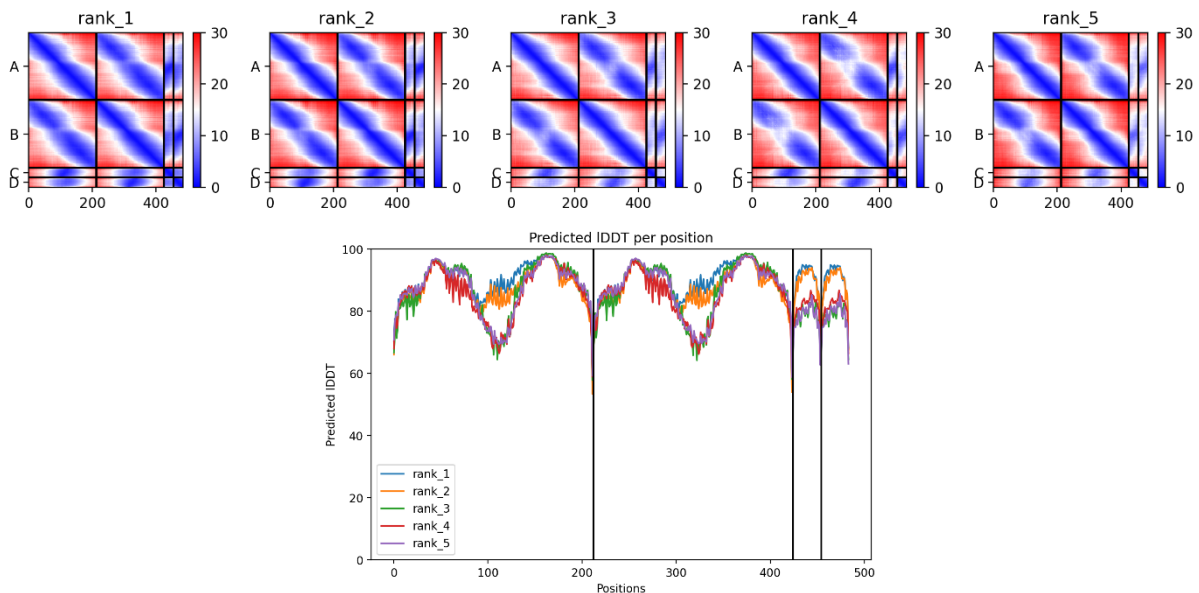 rank_1 rank_2 rank_3 rank_4 rank_5
30 30 30 30 30
A A A A A
20 20 20 20 20
B B B B B
10 10 10 10 10
C C C C C
D D D D D
0 0 0 0 0
0 200 400 0 200 400 0 200 400 0 200 400 0 200 400
Predicted lDDT per position
100
80
60
40
20
0
Predicted lDDT
rank_1
rank_2
rank_3
rank_4
rank_5
0 100 200 300 400 500
Positions